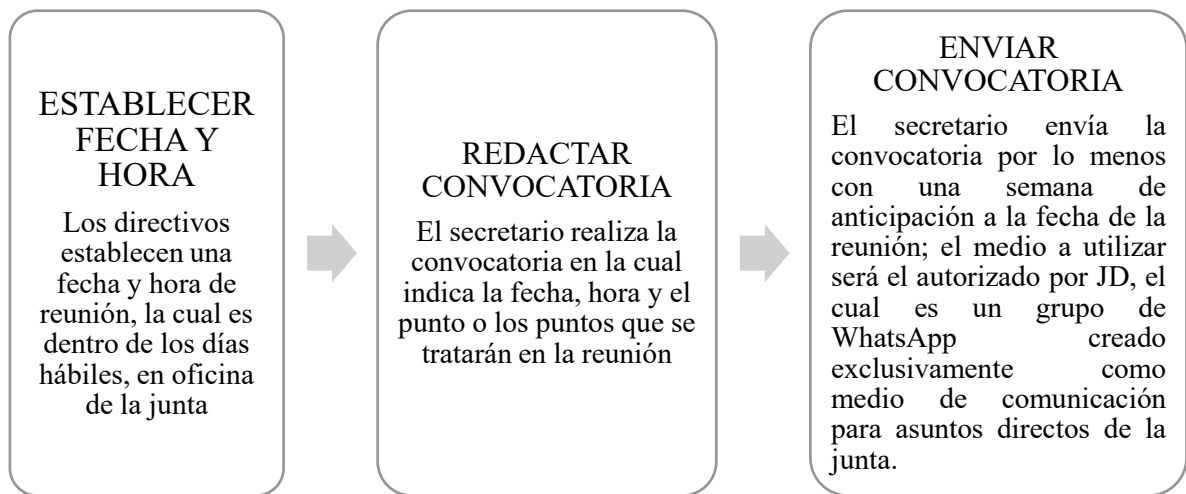 ESTABLECER
FECHA Y
HORA
Los directivos
establecen una
fecha y hora de
reunión, la cual es
dentro de los días
hábiles, en oficina
de la junta
REDACTAR
CONVOCATORIA
El secretario realiza la
convocatoria en la cual
indica la fecha, hora y el
punto o los puntos que se
tratarán en la reunión
ENVIAR
CONVOCATORIA
El secretario envía la
convocatoria por lo menos
con una semana de
anticipación a la fecha de la
reunión; el medio a utilizar
será el autorizado por JD, el
cual es un grupo de
WhatsApp creado
exclusivamente como
medio de comunicación
para asuntos directos de la
junta.